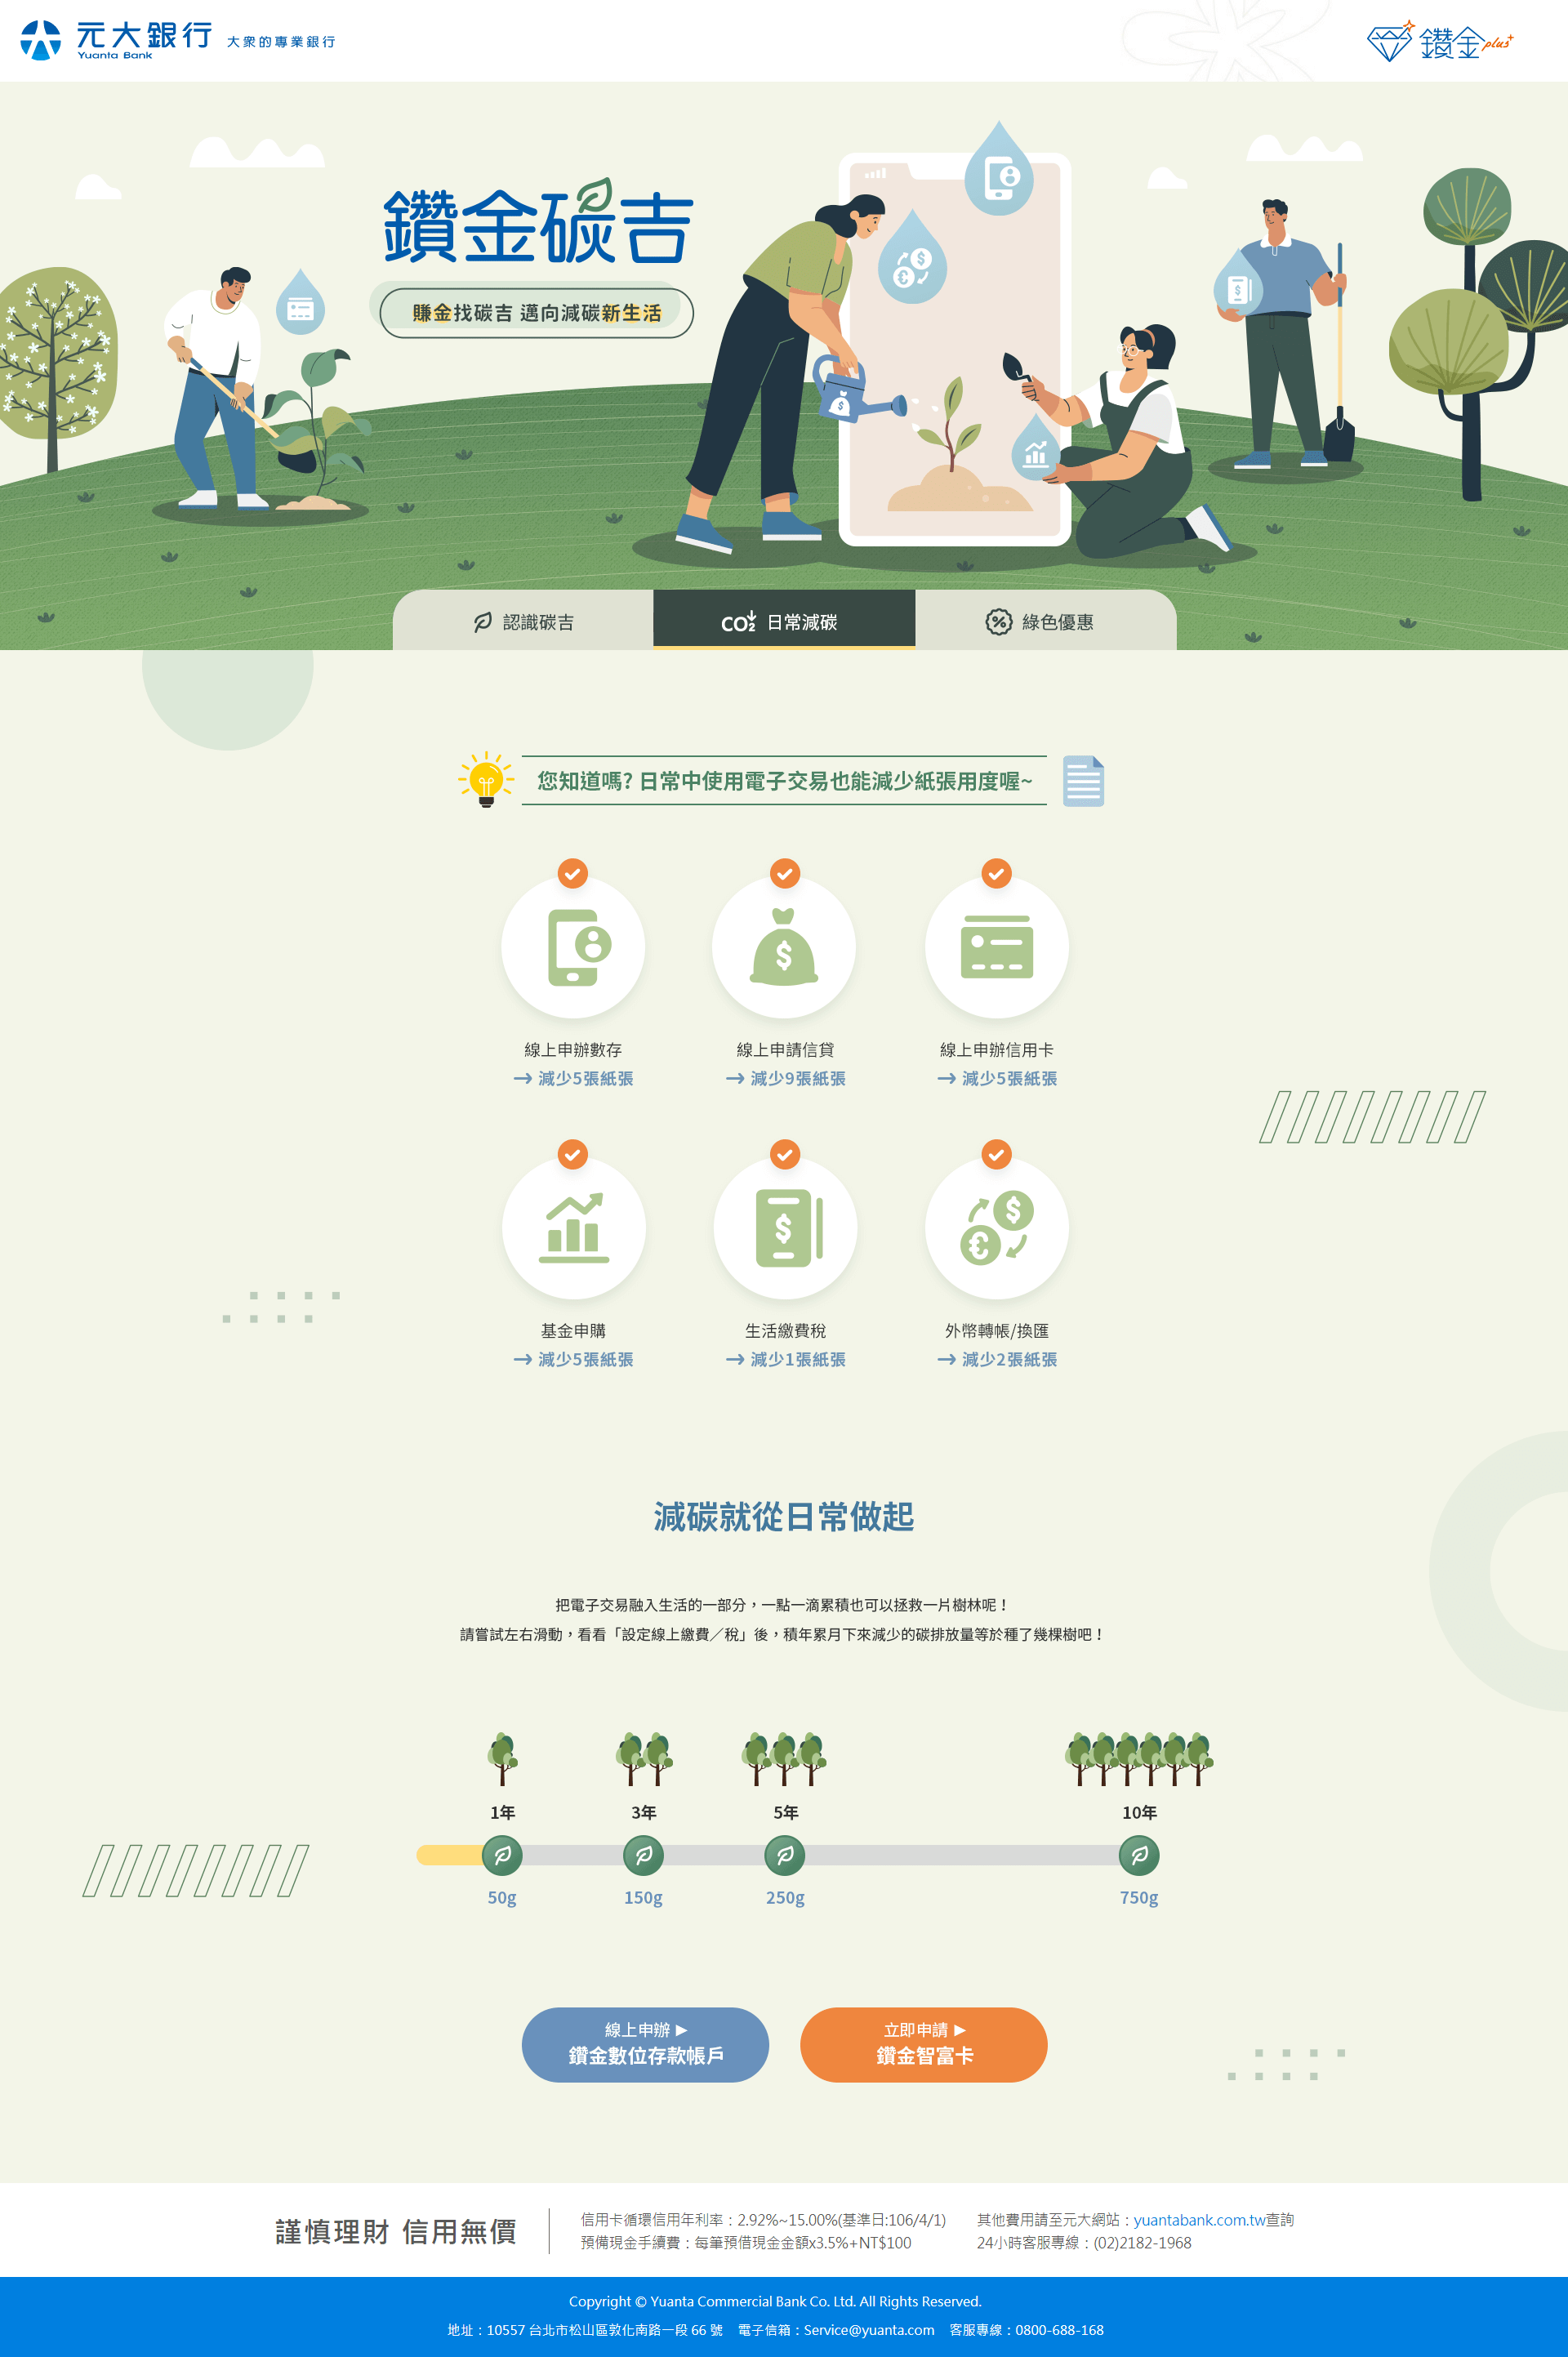 元大銀行
Yuanta Bank
大眾的專業銀行
鑽金plus
鑽金碳吉
賺金找碳吉 邁向減碳新生活
認識碳吉
CO2 日常減碳
綠色優惠
您知道嗎? 日常中使用電子交易也能減少紙張用度喔~
線上申辦數存
→ 減少5張紙張
線上申請信貸
→ 減少9張紙張
線上申辦信用卡
→ 減少5張紙張
基金申購
→ 減少5張紙張
生活繳費稅
→ 減少1張紙張
外幣轉帳/換匯
→ 減少2張紙張
減碳就從日常做起
把電子交易融入生活的一部分，一點一滴累積也可以拯救一片樹林呢！
請嘗試左右滑動，看看「設定線上繳費／稅」後，積年累月下來減少的碳排放量等於種了幾棵樹吧！
1年
3年
5年
10年
50g
150g
250g
750g
線上申辦 ▶
鑽金數位存款帳戶
立即申請 ▶
鑽金智富卡
謹慎理財 信用無價
信用卡循環信用年利率：2.92%~15.00%(基準日:106/4/1)
預備現金手續費：每筆預借現金金額x3.5%+NT$100
其他費用請至元大網站：yuantabank.com.tw查詢
24小時客服專線：(02)2182-1968
Copyright © Yuanta Commercial Bank Co. Ltd. All Rights Reserved.
地址：10557 台北市松山區敦化南路一段 66 號 電子信箱：Service@yuanta.com 客服專線：0800-688-168